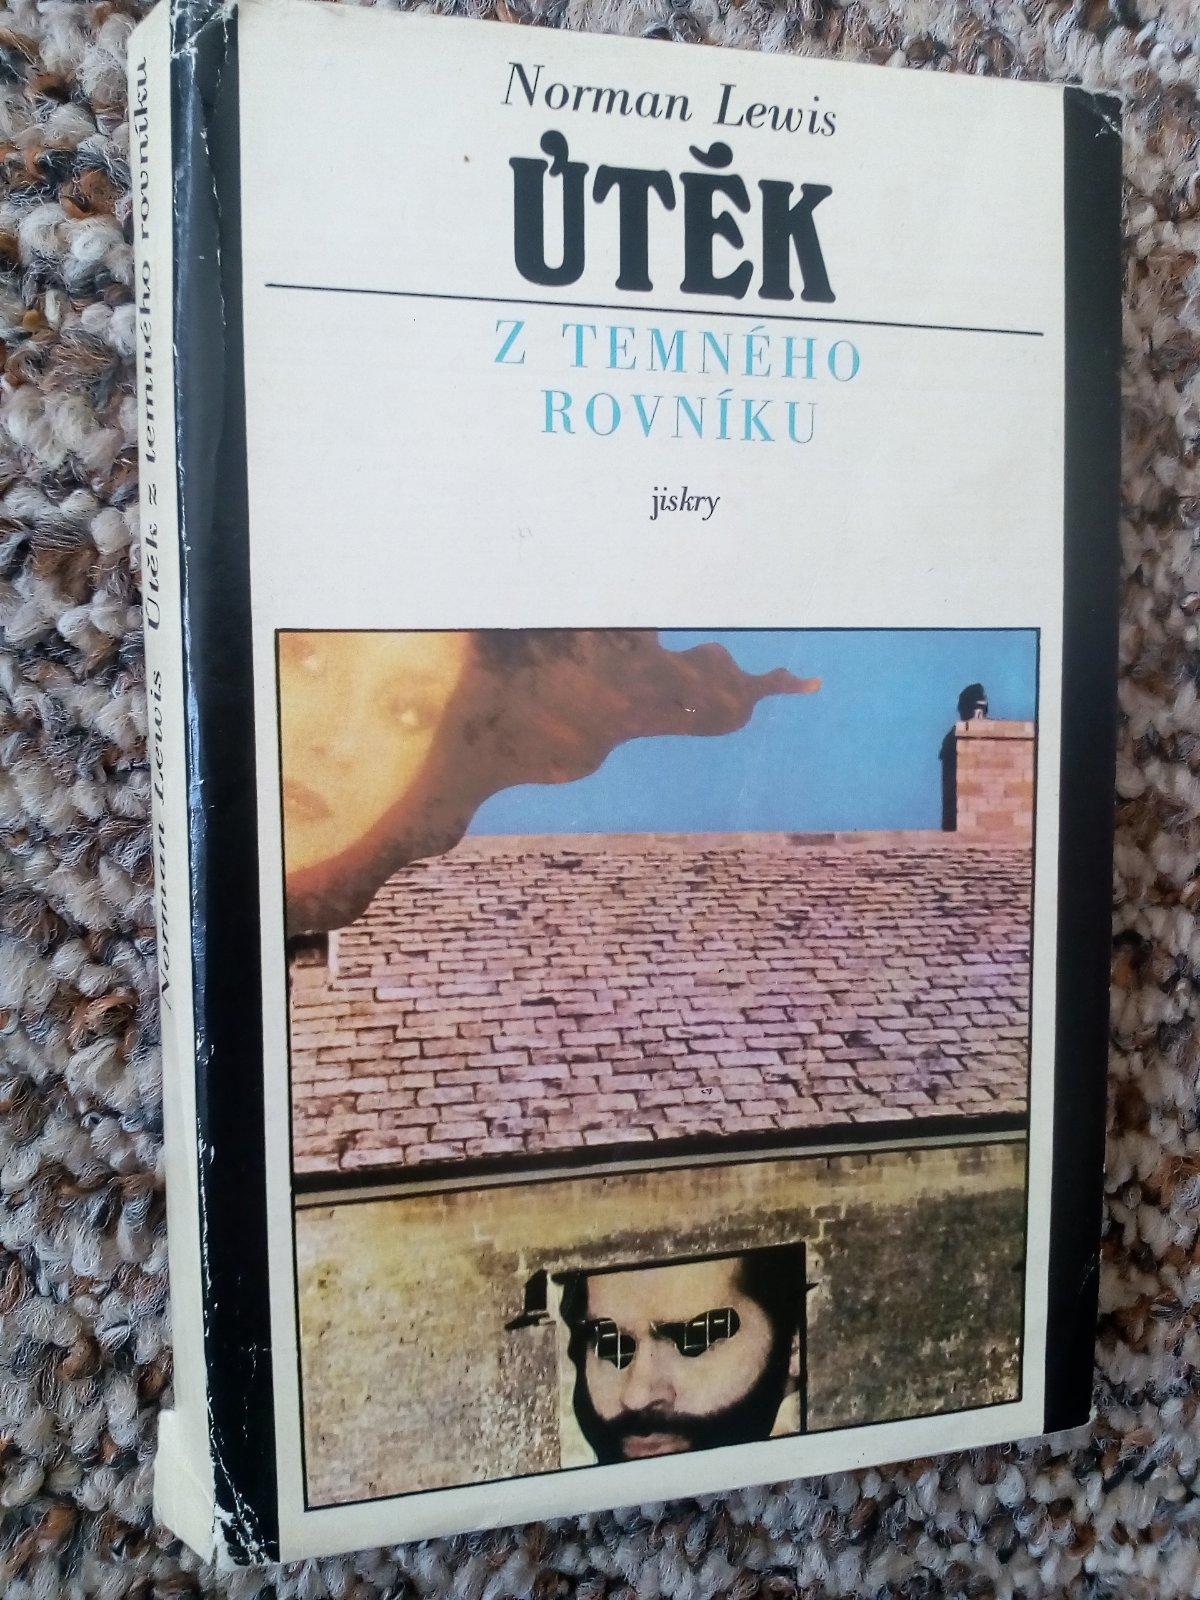 Norman Lewis
ÚTĚK
Z TEMNÉHO
ROVNÍKU
jiskry
Norman Lewis Útěk z temného rovníku